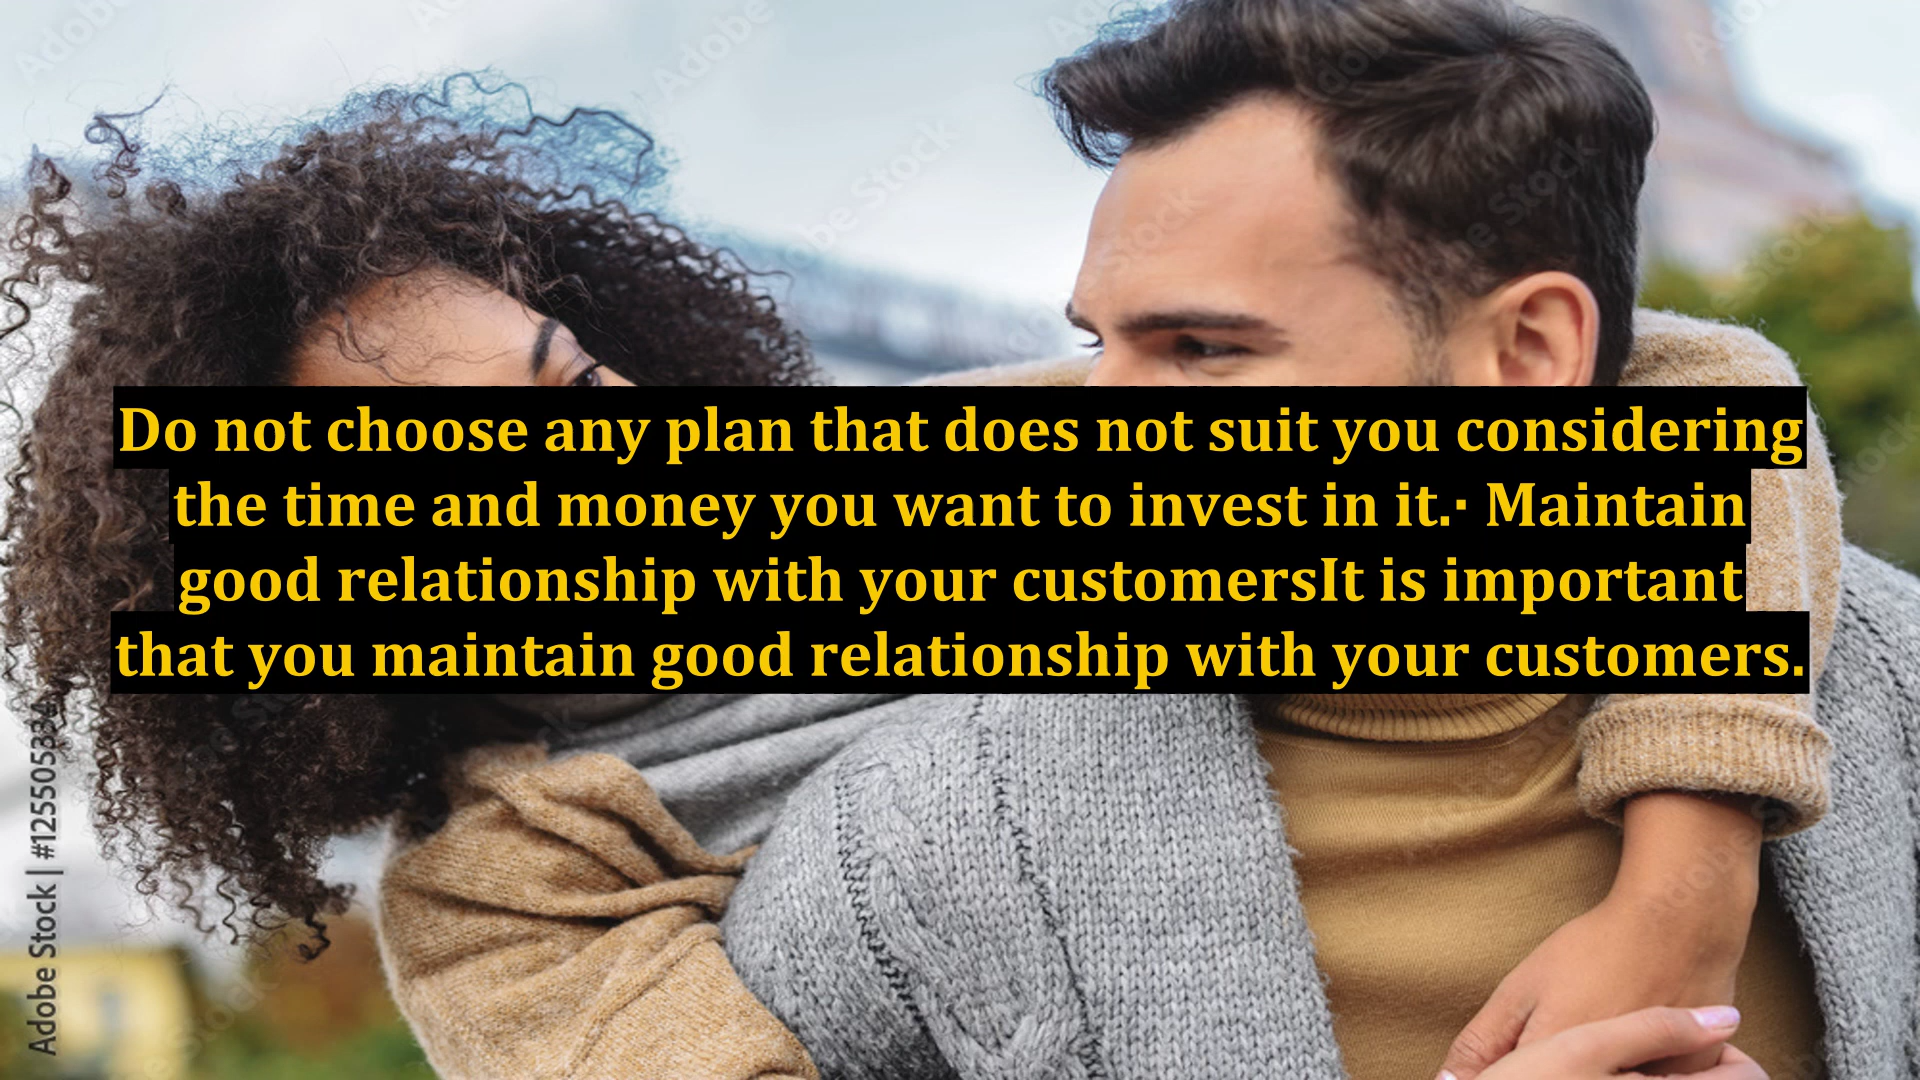 Do not choose any plan that does not suit you considering
the time and money you want to invest in it.· Maintain
good relationship with your customersIt is important
that you maintain good relationship with your customers.
Adobe Stock | #125505334